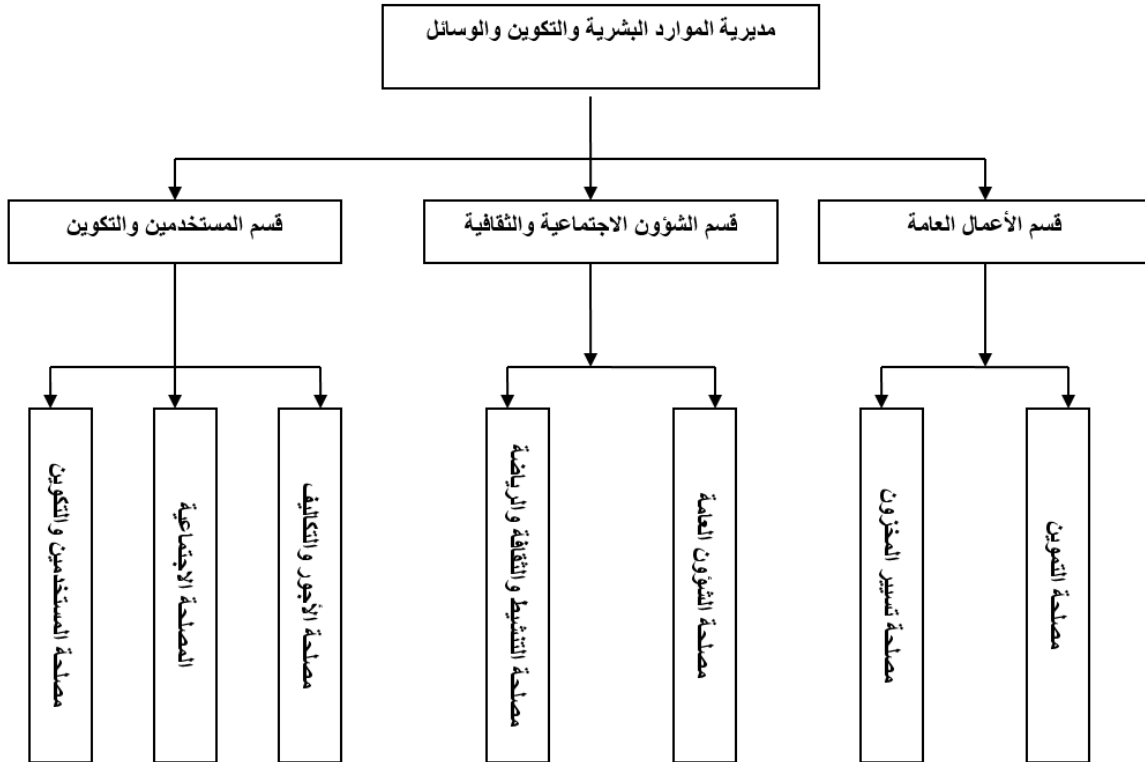 مديرية الموارد البشرية والتكوين والوسائل
قسم الأعمال العامة
قسم الشؤون الاجتماعية والثقافية
قسم المستخدمين والتكوين
مصلحة التموين
مصلحة تسيير المخزون
مصلحة الشؤون العامة
مصلحة التنشيط والثقافة والرياضة
مصلحة الأجور والتكاليف
المصلحة الاجتماعية
مصلحة المستخدمين والتكوين